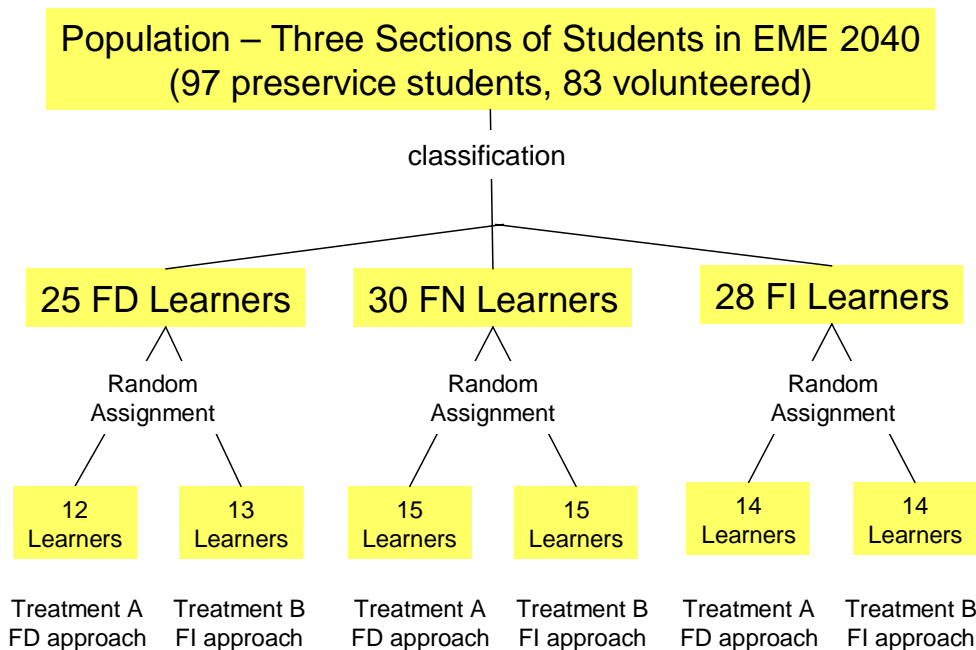 Population – Three Sections of Students in EME 2040
(97 preservice students, 83 volunteered)
classification
25 FD Learners
30 FN Learners
28 FI Learners
Random
Assignment
Random
Assignment
Random
Assignment
12
Learners
13
Learners
15
Learners
15
Learners
14
Learners
14
Learners
Treatment A
FD approach
Treatment B
FI approach
Treatment A
FD approach
Treatment B
FI approach
Treatment A
FD approach
Treatment B
FI approach